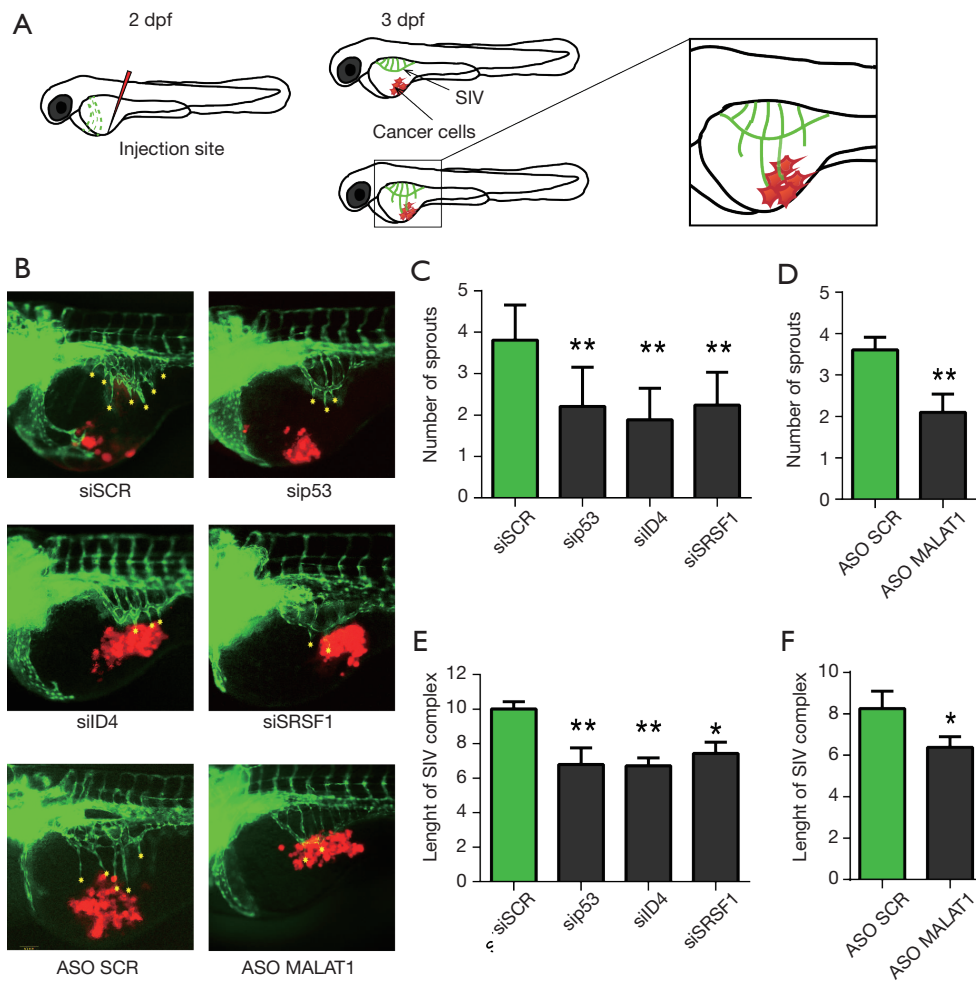 A
2 dpf
3 dpf
Injection site
SIV
Cancer cells
B
siSCR
sip53
siID4
siSRSF1
ASO SCR
ASO MALAT1
C
Number of sprouts
5
4
3
2
1
0
**
**
**
siSCR
sip53
siID4
siSRSF1
D
Number of sprouts
5
4
3
2
1
0
**
ASO SCR
ASO MALAT1
E
Lenght of SIV complex
12
10
8
6
4
2
0
**
**
*
siSCR
sip53
siID4
siSRSF1
F
Lenght of SIV complex
10
8
6
4
2
0
*
ASO SCR
ASO MALAT1